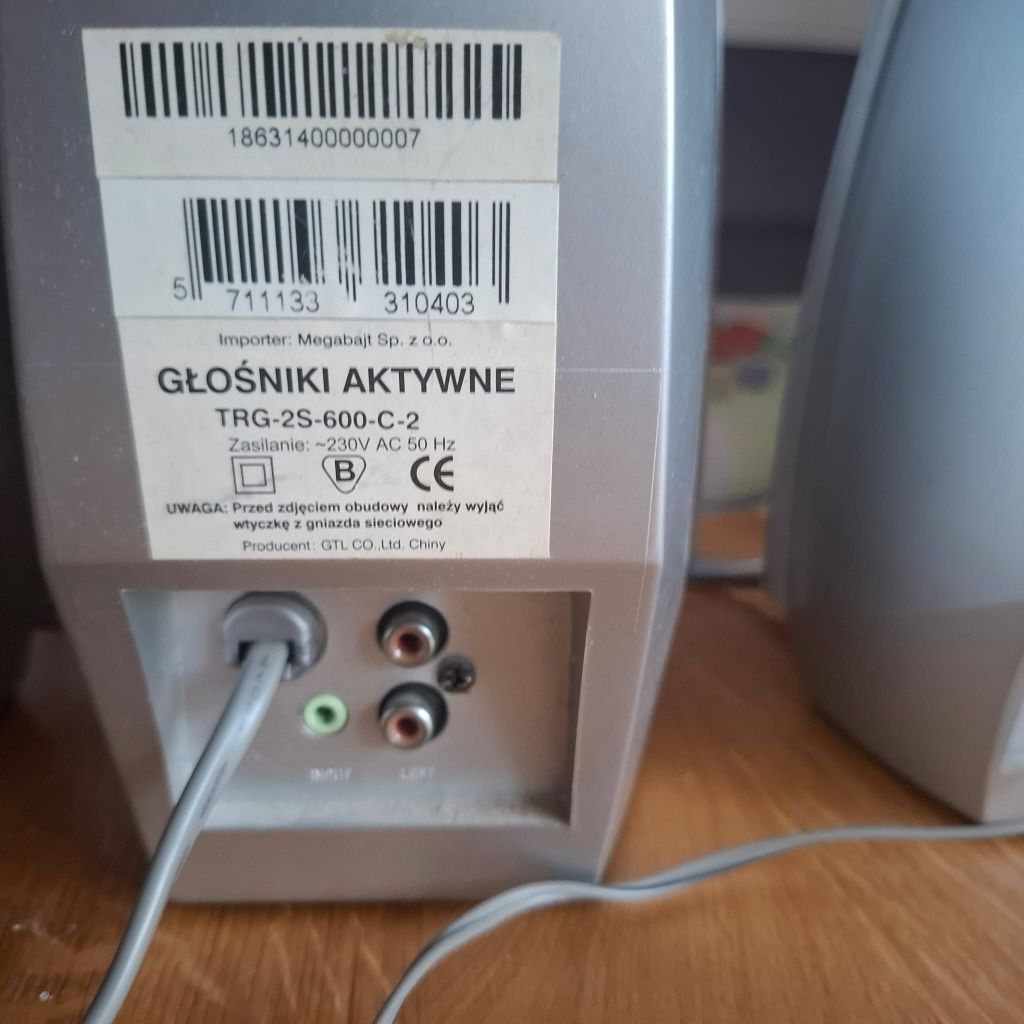 18631400000007
5 711133 310403
Importer: Megabajt Sp. z o.o.
GŁOŚNIKI AKTYWNE
TRG-2S-600-C-2
Zasilanie: ~230V AC 50 Hz
B CE
UWAGA: Przed zdjęciem obudowy należy wyjąć
wtyczkę z gniazda sieciowego
Producent: GTL CO.,Ltd. Chiny
INPUT LEFT